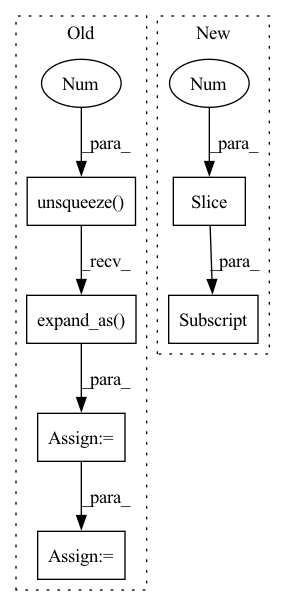 Old
New
Num
Num
_para_
_para_
unsqueeze()
Slice
_recv_
_para_
expand_as()
Subscript
_para_
Assign:=
_para_
Assign:=